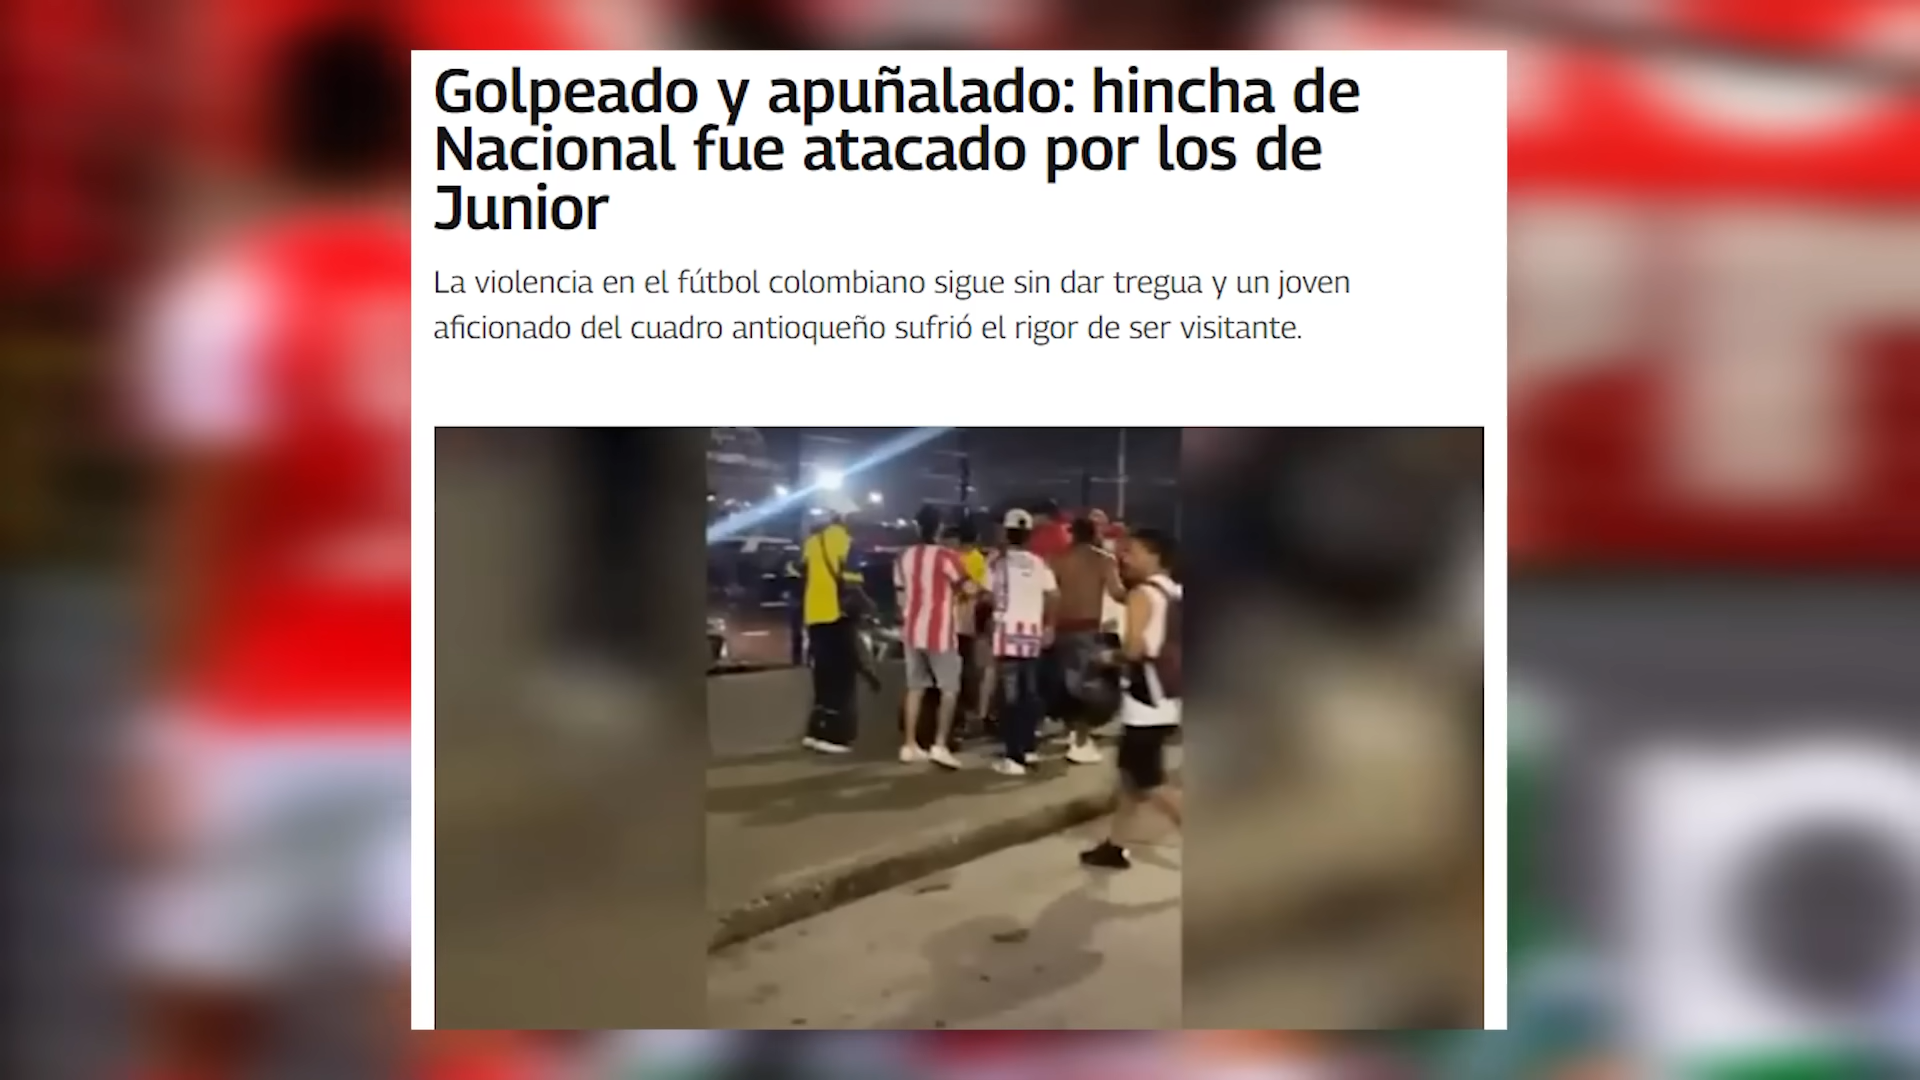 Golpeado y apuñalado: hincha de
Nacional fue atacado por los de
Junior
La violencia en el fútbol colombiano sigue sin dar tregua y un joven
aficionado del cuadro antioqueño sufrió el rigor de ser visitante.